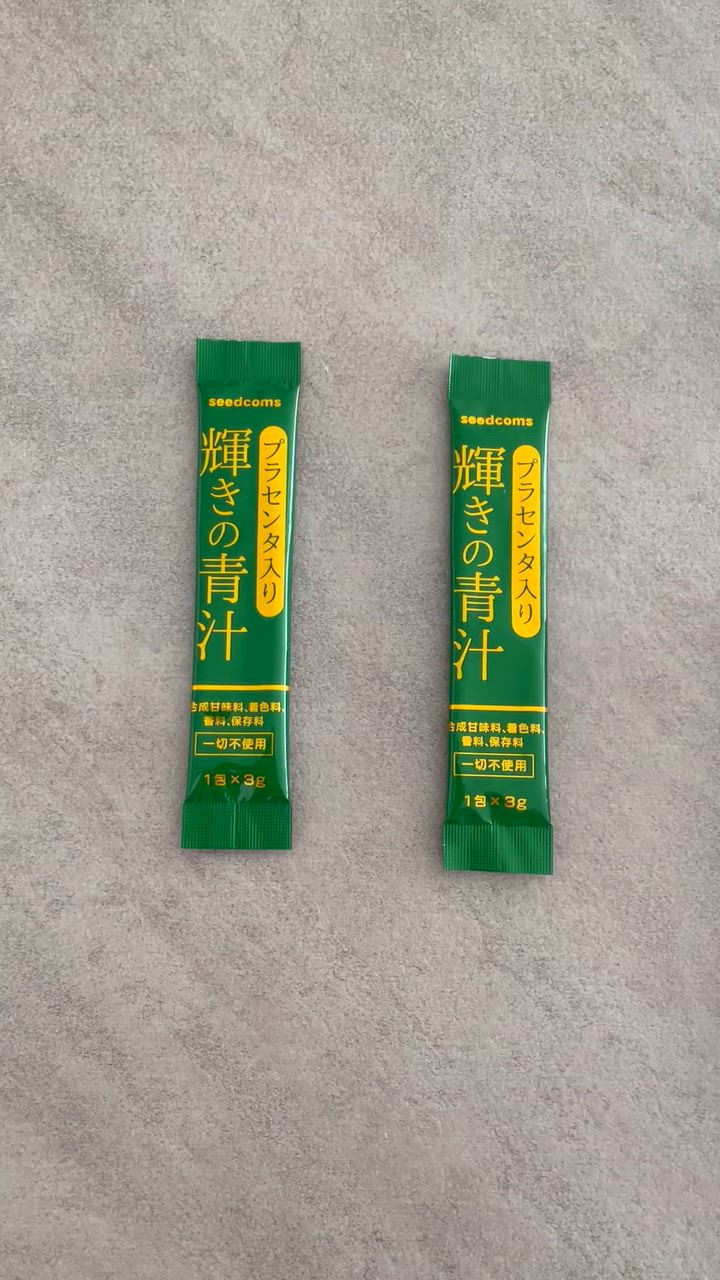 seedcoms
プラセンタ入り
輝きの青汁
合成甘味料、着色料、
香料、保存料
一切不使用
1包×3g
seedcoms
プラセンタ入り
輝きの青汁
合成甘味料、着色料、
香料、保存料
一切不使用
1包×3g